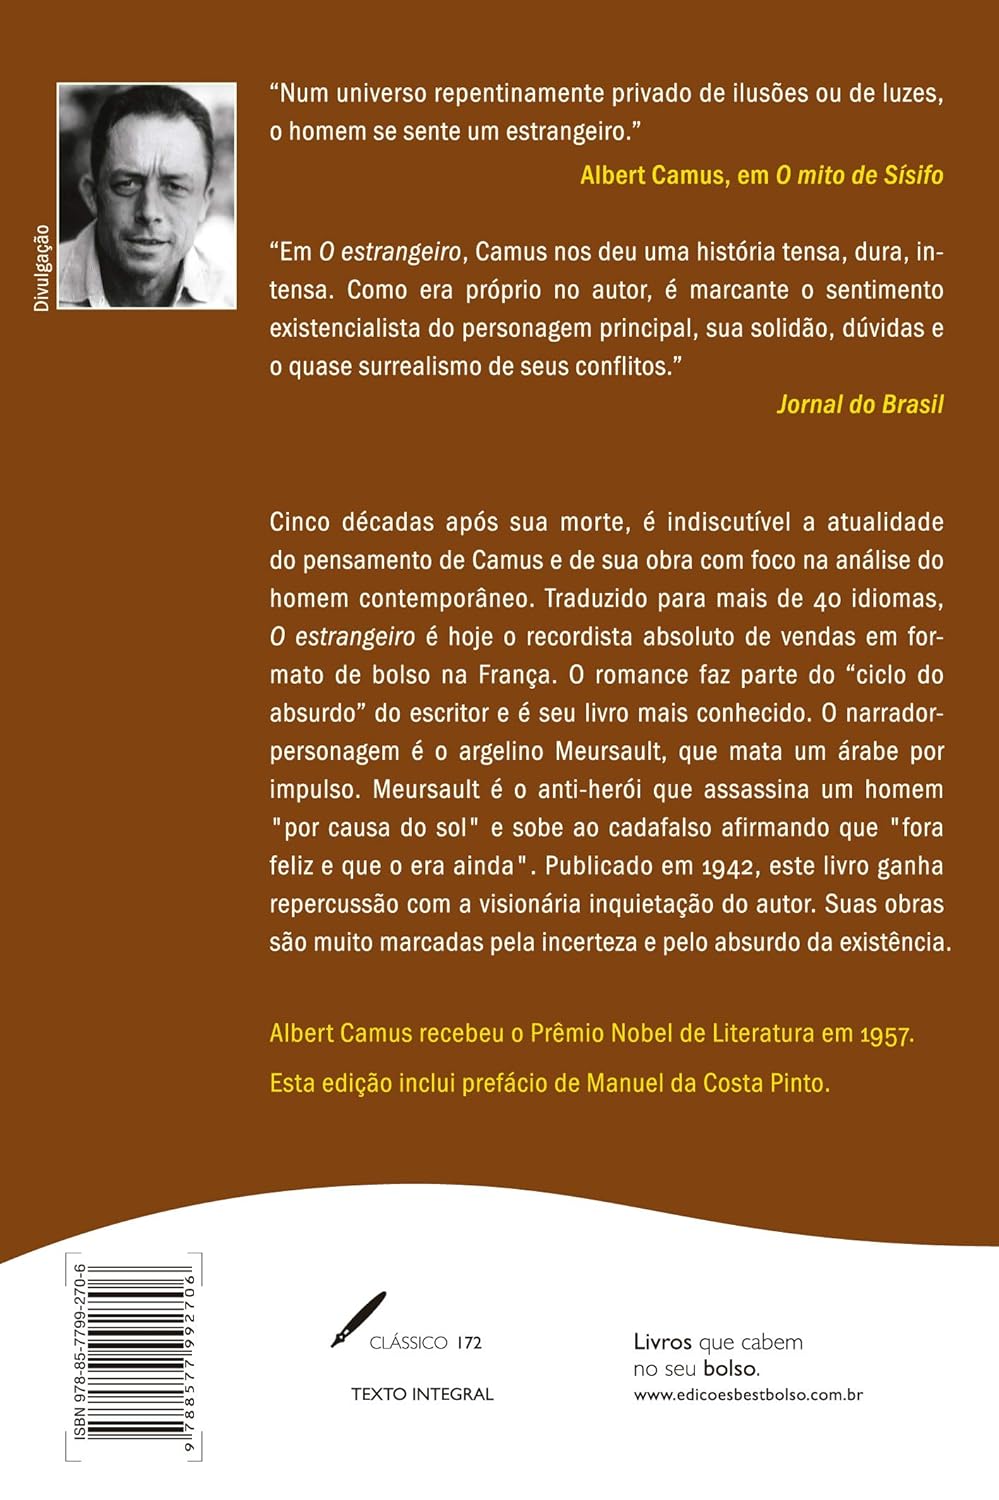 “Num universo repentinamente privado de ilusões ou de luzes,
o homem se sente um estrangeiro.”
Albert Camus, em O mito de Sísifo
Divulgação
“Em O estrangeiro, Camus nos deu uma história tensa, dura, in-
tensa. Como era próprio no autor, é marcante o sentimento
existencialista do personagem principal, sua solidão, dúvidas e
o quase surrealismo de seus conflitos.”
Jornal do Brasil
Cinco décadas após sua morte, é indiscutível a atualidade
do pensamento de Camus e de sua obra com foco na análise do
homem contemporâneo. Traduzido para mais de 40 idiomas,
O estrangeiro é hoje o recordista absoluto de vendas em for-
mato de bolso na França. O romance faz parte do “ciclo do
absurdo” do escritor e é seu livro mais conhecido. O narrador-
personagem é o argelino Meursault, que mata um árabe por
impulso. Meursault é o anti-herói que assassina um homem
"por causa do sol" e sobe ao cadafalso afirmando que "fora
feliz e que o era ainda". Publicado em 1942, este livro ganha
repercussão com a visionária inquietação do autor. Suas obras
são muito marcadas pela incerteza e pelo absurdo da existência.
Albert Camus recebeu o Prêmio Nobel de Literatura em 1957.
Esta edição inclui prefácio de Manuel da Costa Pinto.
ISBN 978-85-7799-270-6
9 788577 992706
CLÁSSICO 172
TEXTO INTEGRAL
Livros que cabem
no seu bolso.
www.edicoesbestbolso.com.br